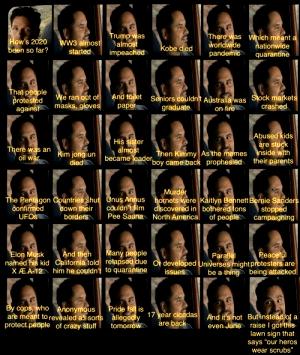 How's 2020
been so far?
WW3 almost
started
Trump was
almost
impeached
Kobe died
There was
worldwide
pandemic
Which meant a
nationwide
quarantine
That people
protested
against
We ran out of
masks, gloves
And toilet
paper
Seniors couldn't
graduate
Australia was
on fire
Stock markets
crashed
There was an
oil war
Kim jong un
died
His sister
almost
became leader
Then Kimmy
boy came back
As the memes
prophesied
Abused kids
are stuck
inside with
their parents
The Pentagon
confirmed
UFOs
Countries shut
down their
borders
Unus Annus
couldn't film
Pee Sauna
Murder
hornets were
discovered in
North America
Kaitlyn Bennett
bothered tons
of people
Bernie Sanders
stopped
campaigning
Elon Musk
named his kid
X Æ A-12
And then
California told
him he couldn't
Many people
relapsing due
to quarantine
Or developed
issues
Parallel
Universes might
be a thing
Peaceful
protesters are
being attacked
By cops, who
are meant to
protect people
Anonymous
revealed a
of crazy stuff
Pride fall is
allegedly
tomorrow
17 year cicadas
are back
And it's not
even June
But instead of a
raise I got this
lawn sign that
says "our heros
wear scrubs"